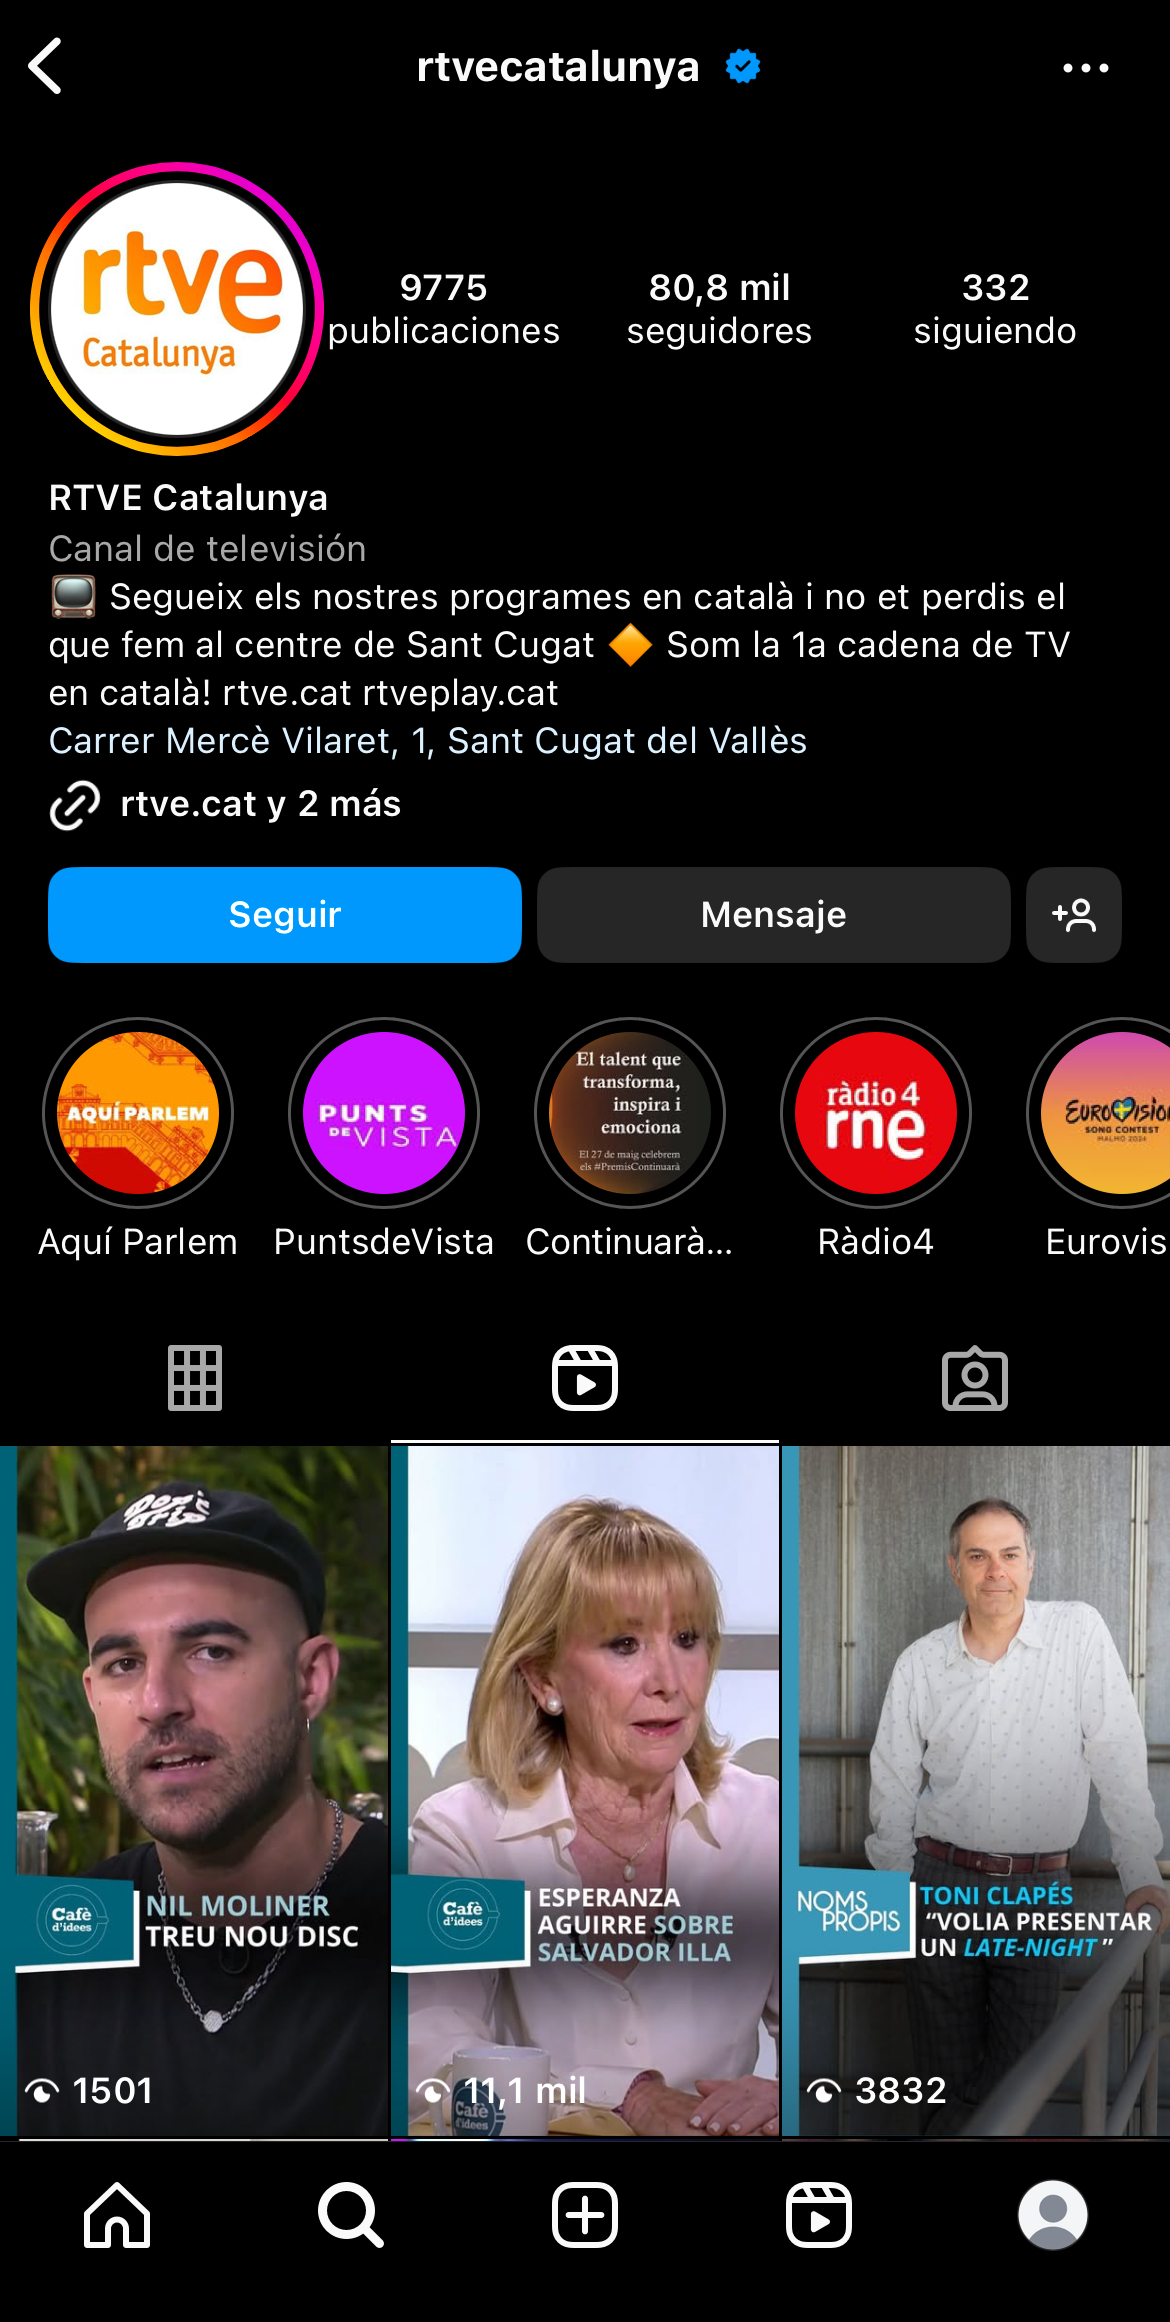 rtvecatalunya
rtve
Catalunya
9775
publicaciones
80,8 mil
seguidores
332
siguiendo
RTVE Catalunya
Canal de televisión
Segueix els nostres programes en català i no et perdis el
que fem al centre de Sant Cugat 🔶 Som la 1a cadena de TV
en català! rtve.cat rtveplay.cat
Carrer Mercè Vilaret, 1, Sant Cugat del Vallès
rtve.cat y 2 más
Seguir
Mensaje
AQUÍ PARLEM
PUNTS
DE VISTA
El talent que
transforma,
inspira i
emociona
El 27 de maig celebrem
els #PremisContinuarà
ràdio 4
rne
EUROVISION
SONG CONTEST
MALMÖ 2024
Aquí Parlem
PuntsdeVista
Continuarà...
Ràdio4
Eurovis
Cafè
d'idees
NIL MOLINER
TREU NOU DISC
1501
Cafè
d'idees
ESPERANZA
AGUIRRE SOBRE
SALVADOR ILLA
Cafè
d'idees
11,1 mil
NOMS
PROPIS
TONI CLAPÉS
“VOLIA PRESENTAR
UN LATE-NIGHT”
3832